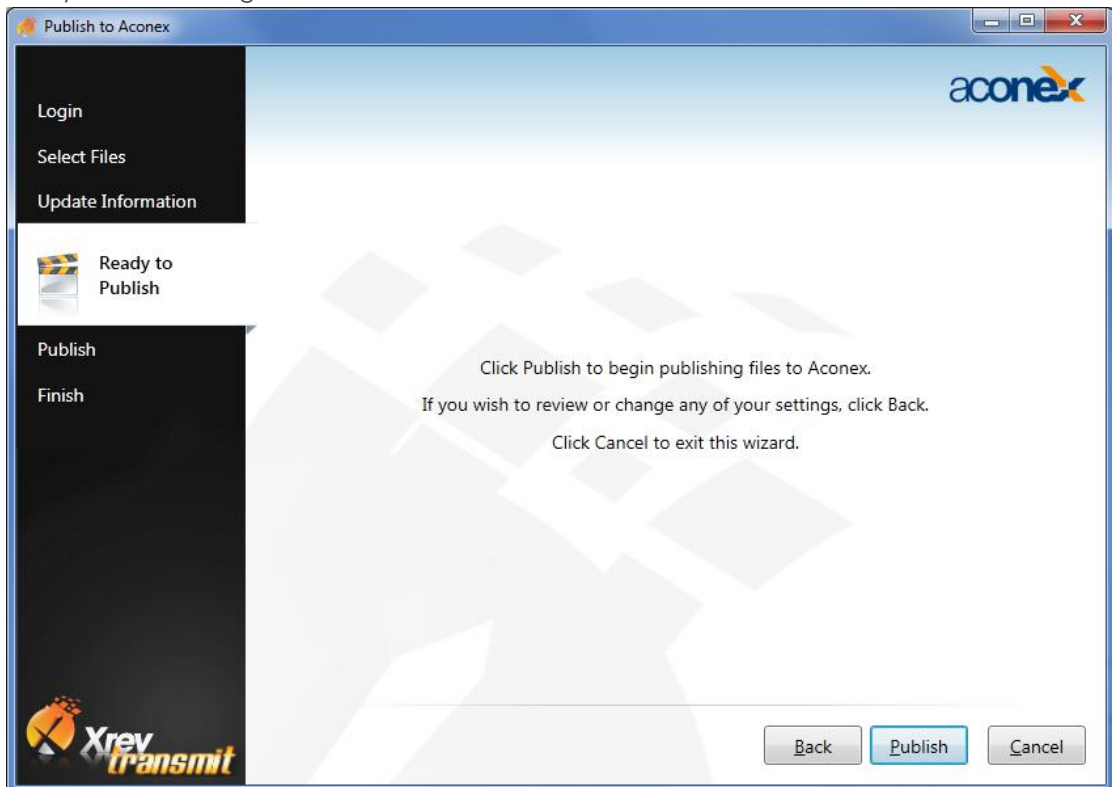 Publish to Aconex
aconex
Login
Select Files
Update Information
Ready to
Publish
Publish
Finish
Click Publish to begin publishing files to Aconex.
If you wish to review or change any of your settings, click Back.
Click Cancel to exit this wizard.
Xrev
transmit
Back
Publish
Cancel